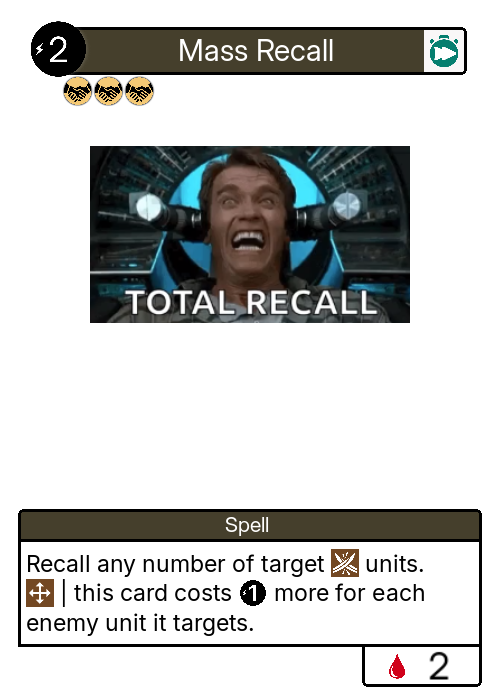 2
Mass Recall
TOTAL RECALL
Spell
Recall any number of target units.
| this card costs 1 more for each
enemy unit it targets.
2